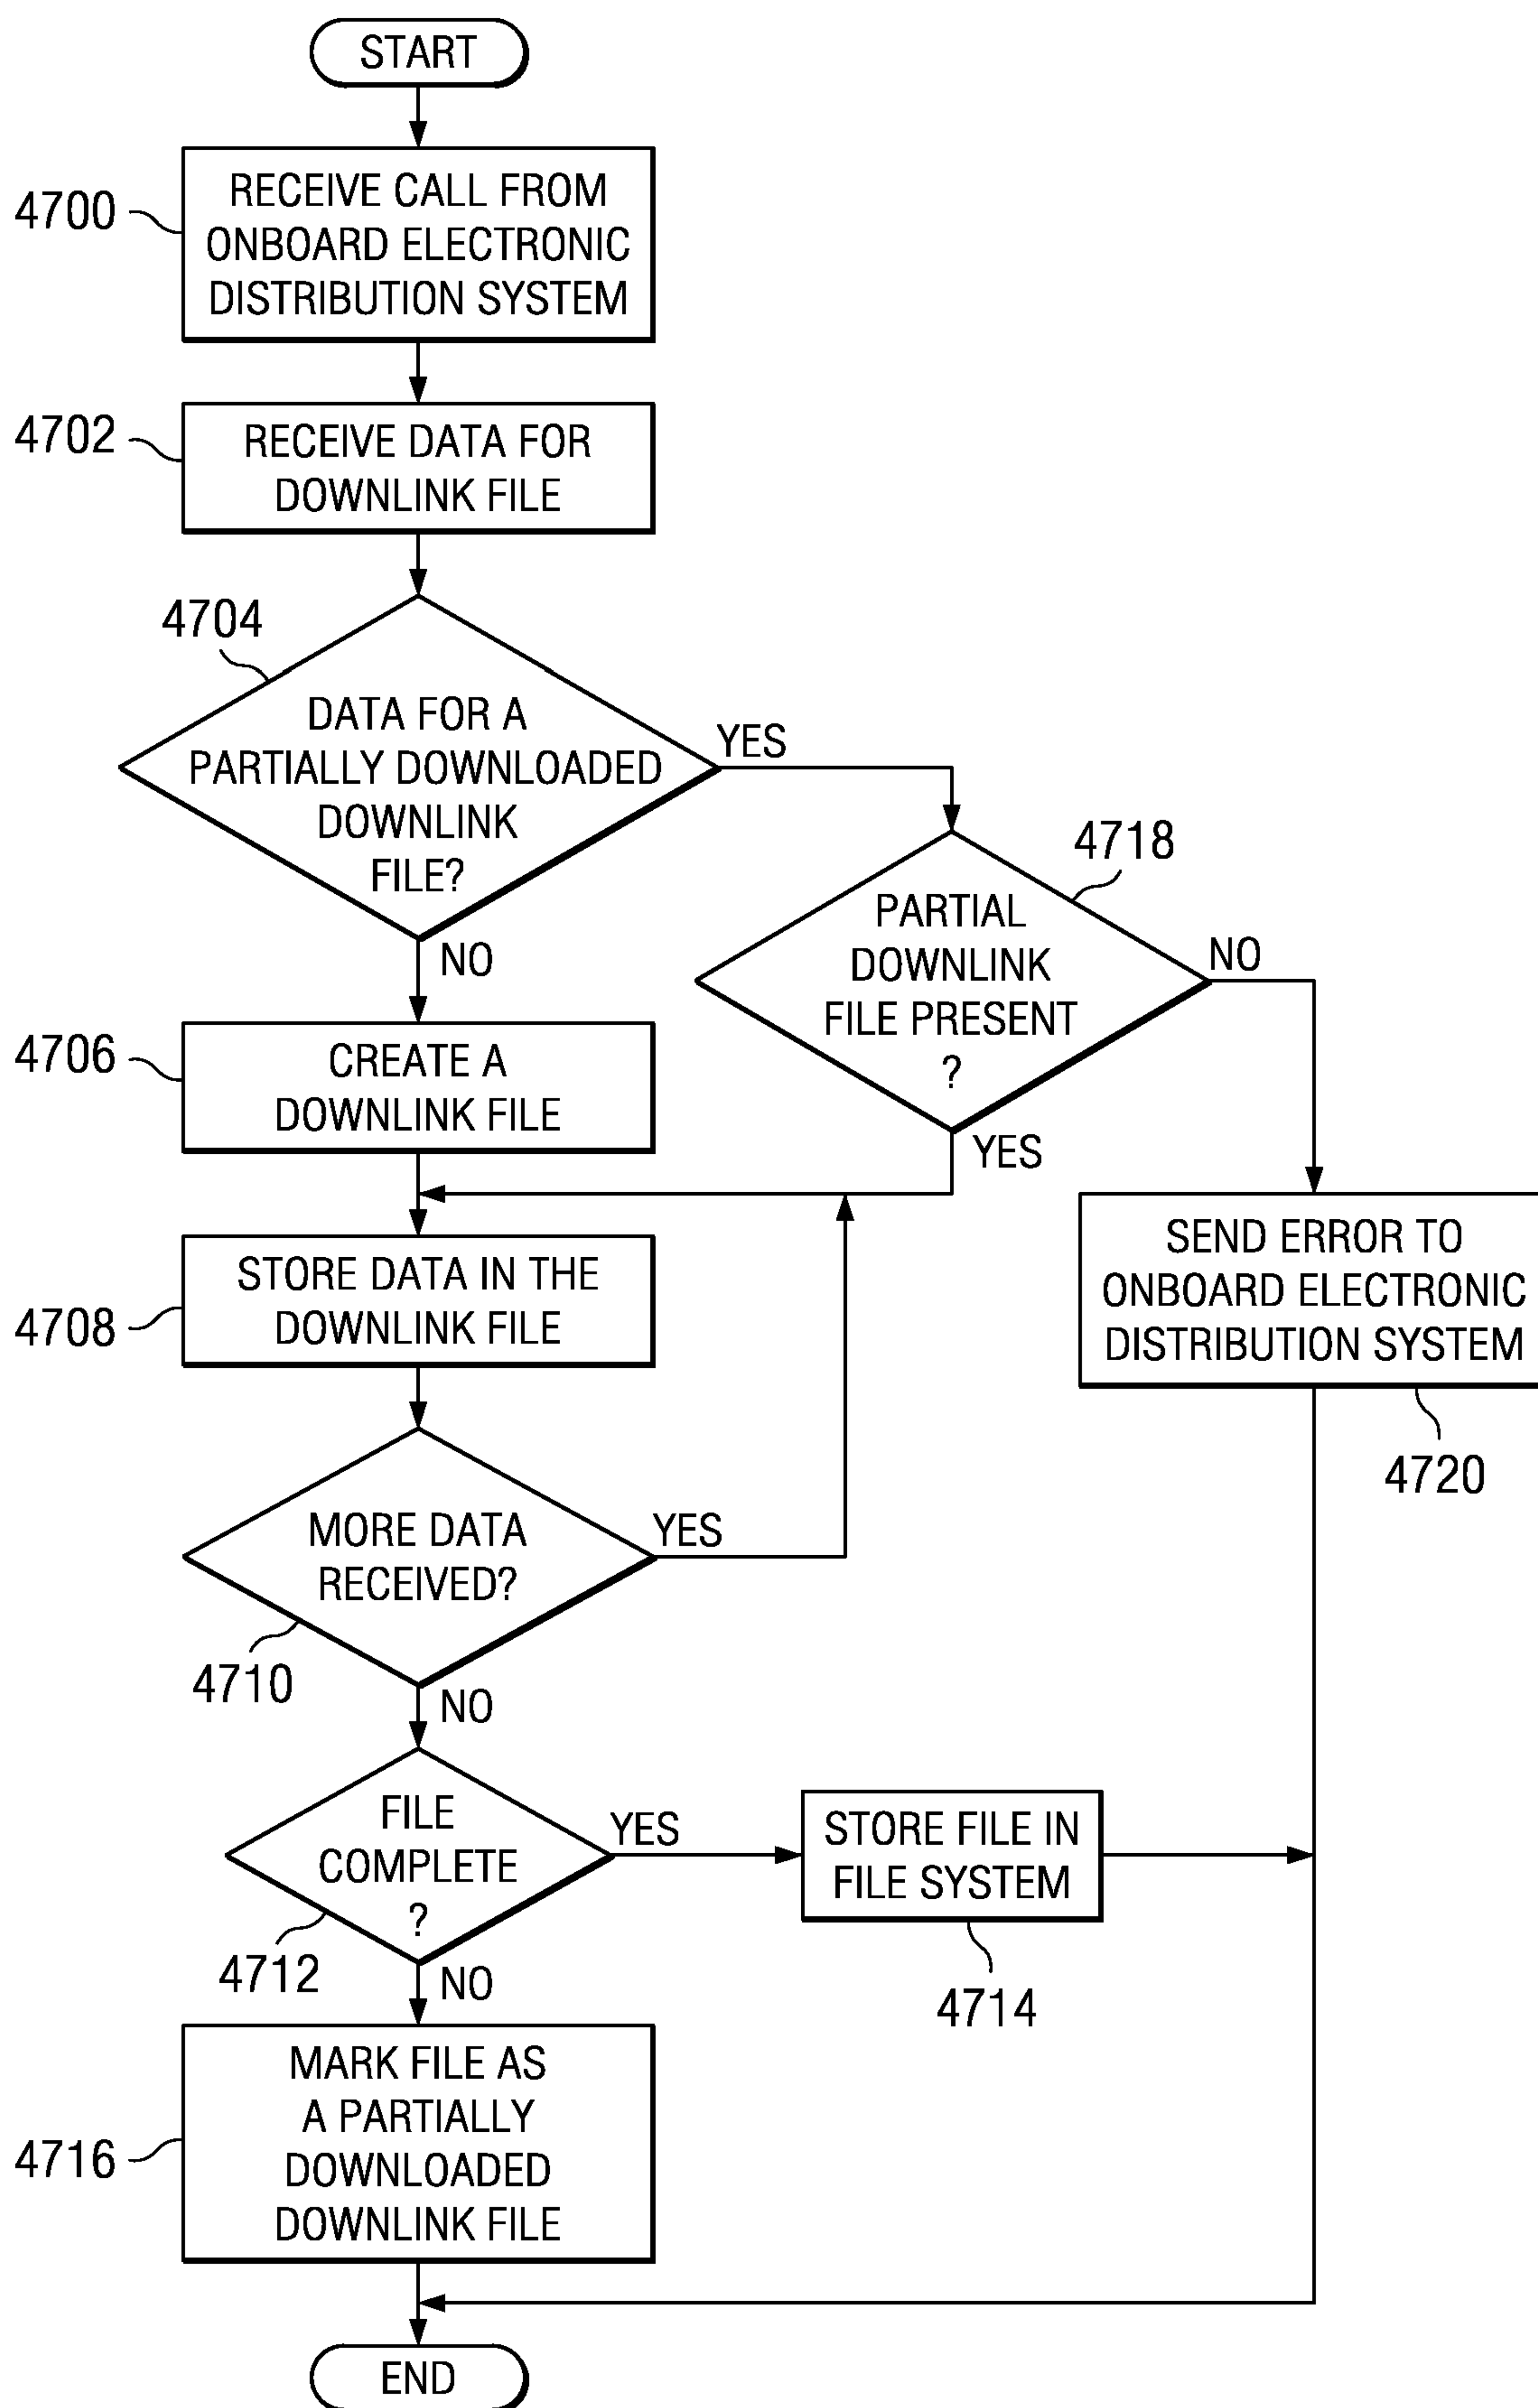 START
4700
RECEIVE CALL FROM
ONBOARD ELECTRONIC
DISTRIBUTION SYSTEM
4702
RECEIVE DATA FOR
DOWNLINK FILE
4704
DATA FOR A
PARTIALLY DOWNLOADED
DOWNLINK
FILE?
YES
NO
4718
PARTIAL
DOWNLINK
FILE PRESENT
?
NO
YES
4706
CREATE A
DOWNLINK FILE
4708
STORE DATA IN THE
DOWNLINK FILE
SEND ERROR TO
ONBOARD ELECTRONIC
DISTRIBUTION SYSTEM
4720
MORE DATA
RECEIVED?
YES
4710
NO
FILE
COMPLETE
?
YES
4712
NO
STORE FILE IN
FILE SYSTEM
4714
4716
MARK FILE AS
A PARTIALLY
DOWNLOADED
DOWNLINK FILE
END